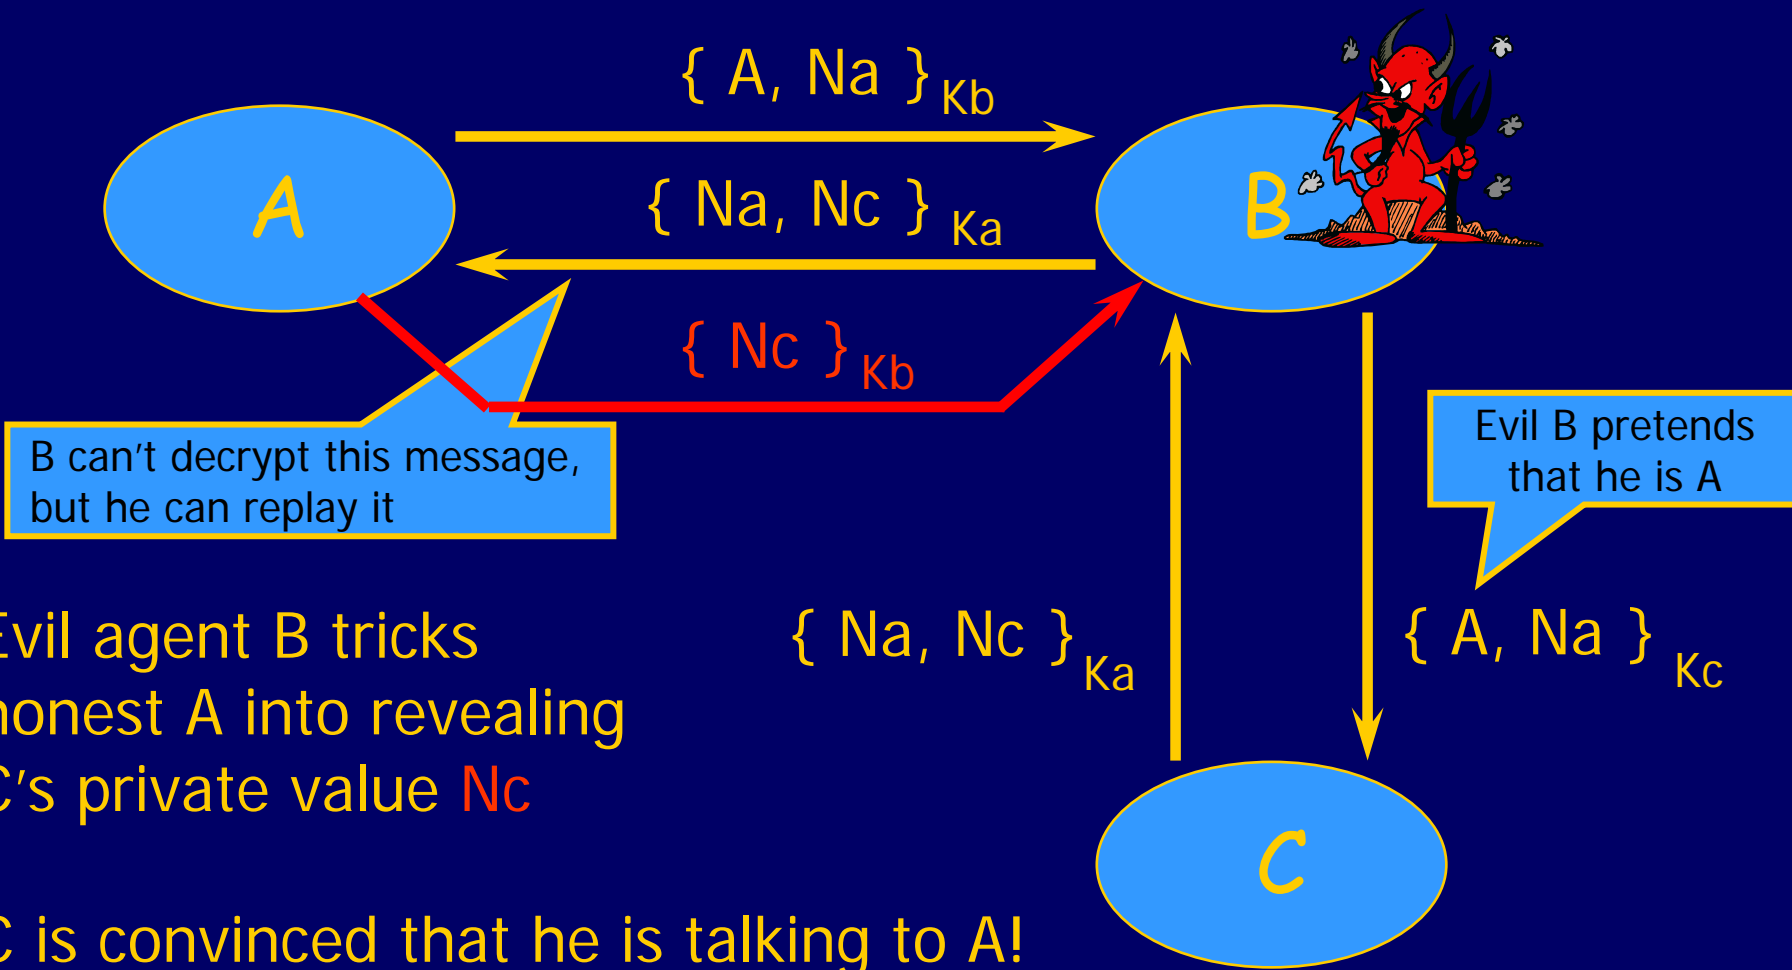 { A, Na }Kb
A
B
{ Na, Nc }Ka
{ Nc }Kb
B can't decrypt this message,
but he can replay it
Evil B pretends
that he is A
{ Na, Nc }Ka
{ A, Na }Kc
Evil agent B tricks
honest A into revealing
C's private value Nc
C
C is convinced that he is talking to A!